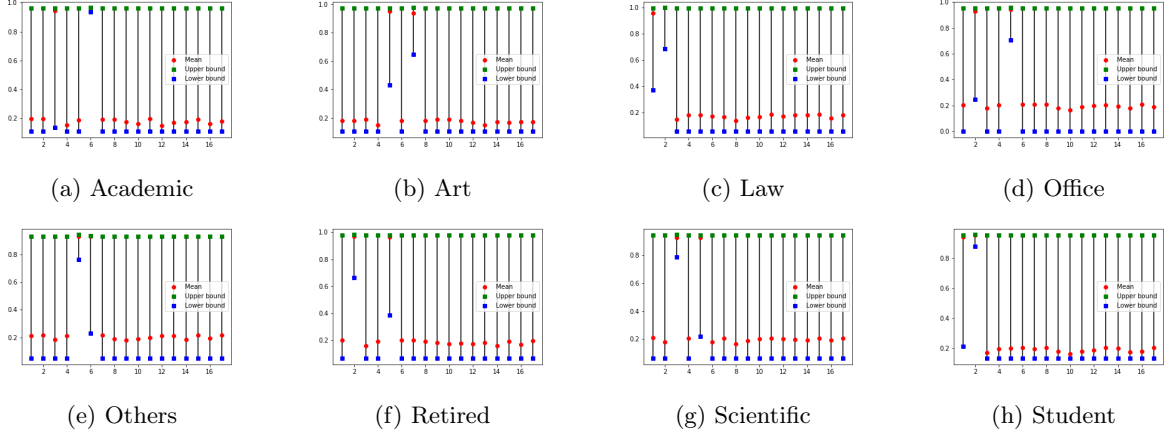 1.0
0.8
0.6
0.4
0.2
Mean
Upper bound
Lower bound
2 4 6 8 10 12 14 16
(a) Academic
1.0
0.8
0.6
0.4
0.2
Mean
Upper bound
Lower bound
2 4 6 8 10 12 14 16
(b) Art
1.0
0.8
0.6
0.4
0.2
Mean
Upper bound
Lower bound
2 4 6 8 10 12 14 16
(c) Law
1.0
0.8
0.6
0.4
0.2
0.0
Mean
Upper bound
Lower bound
2 4 6 8 10 12 14 16
(d) Office
0.8
0.6
0.4
0.2
Mean
Upper bound
Lower bound
2 4 6 8 10 12 14 16
(e) Others
1.0
0.8
0.6
0.4
0.2
Mean
Upper bound
Lower bound
2 4 6 8 10 12 14 16
(f) Retired
0.8
0.6
0.4
0.2
Mean
Upper bound
Lower bound
2 4 6 8 10 12 14 16
(g) Scientific
0.8
0.6
0.4
0.2
Mean
Upper bound
Lower bound
2 4 6 8 10 12 14 16
(h) Student